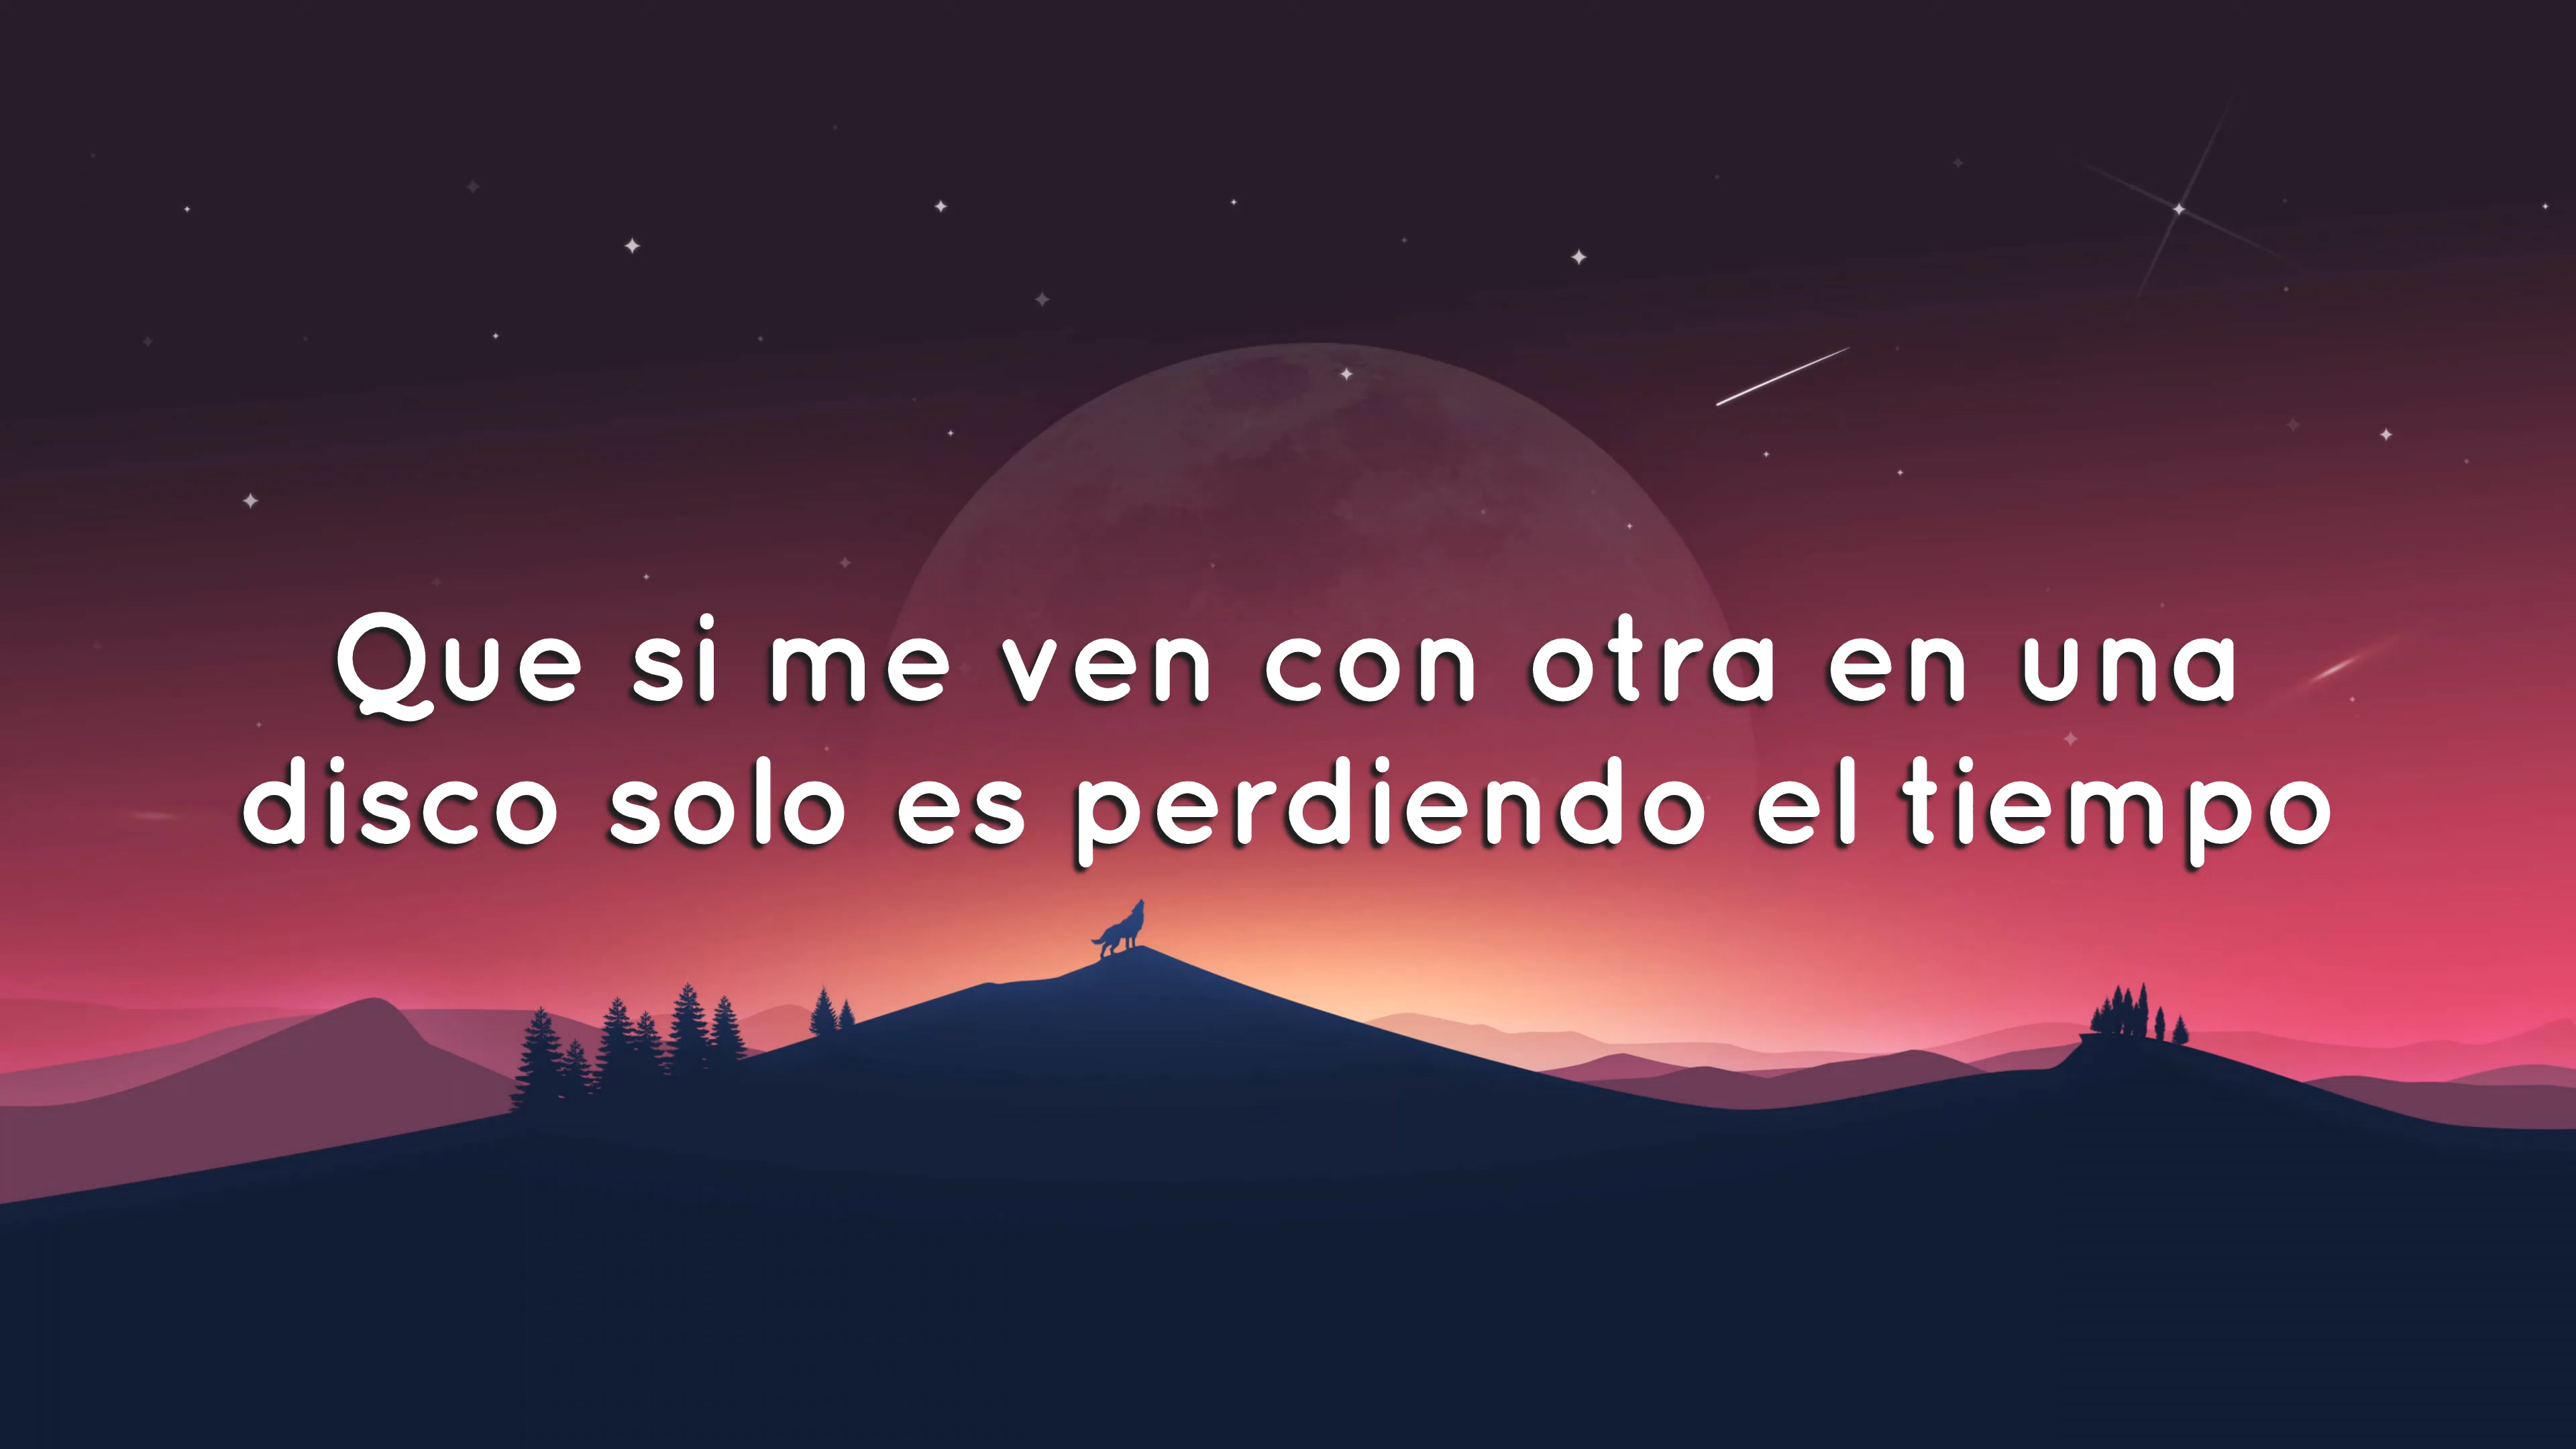 Que si me ven con otra en una
disco solo es perdiendo el tiempo